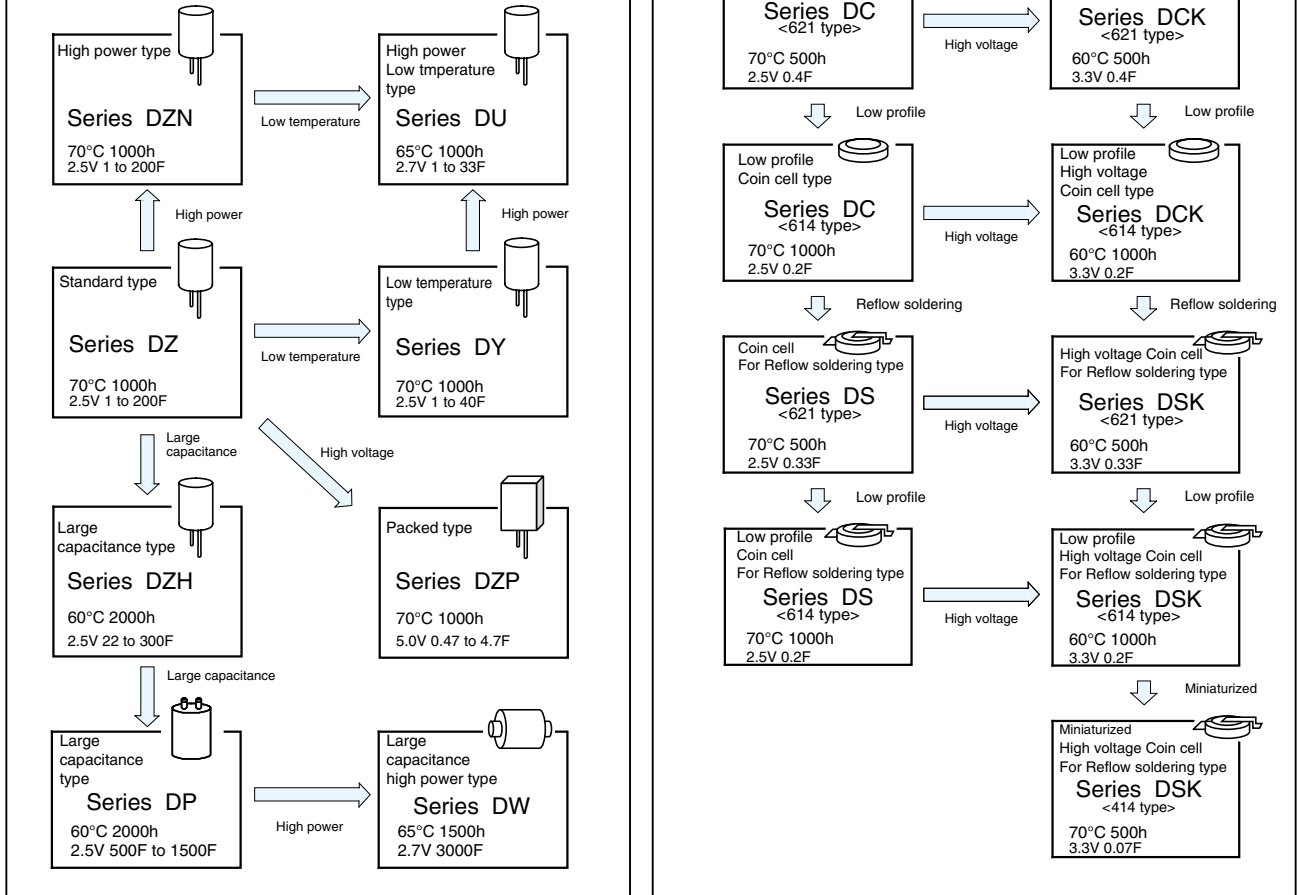 High power type
Series DZN
70°C 1000h
2.5V 1 to 200F
Low temperature
High power
Low tmperature
type
Series DU
65°C 1000h
2.7V 1 to 33F
High power
High power
Standard type
Series DZ
70°C 1000h
2.5V 1 to 200F
Low temperature
Low temperature
type
Series DY
70°C 1000h
2.5V 1 to 40F
Large
capacitance
High voltage
Large
capacitance type
Series DZH
60°C 2000h
2.5V 22 to 300F
Packed type
Series DZP
70°C 1000h
5.0V 0.47 to 4.7F
Large capacitance
Large
capacitance
type
Series DP
60°C 2000h
2.5V 500F to 1500F
High power
Large
capacitance
high power type
Series DW
65°C 1500h
2.7V 3000F
Series DC
<621 type>
70°C 500h
2.5V 0.4F
High voltage
Series DCK
<621 type>
60°C 500h
3.3V 0.4F
Low profile
Low profile
Low profile
Coin cell type
Series DC
<614 type>
70°C 1000h
2.5V 0.2F
High voltage
Low profile
High voltage
Coin cell type
Series DCK
<614 type>
60°C 1000h
3.3V 0.2F
Reflow soldering
Reflow soldering
Coin cell
For Reflow soldering type
Series DS
<621 type>
70°C 500h
2.5V 0.33F
High voltage
High voltage Coin cell
For Reflow soldering type
Series DSK
<621 type>
60°C 500h
3.3V 0.33F
Low profile
Low profile
Low profile
Coin cell
For Reflow soldering type
Series DS
<614 type>
70°C 1000h
2.5V 0.2F
High voltage
Low profile
High voltage Coin cell
For Reflow soldering type
Series DSK
<614 type>
60°C 1000h
3.3V 0.2F
Miniaturized
Miniaturized
High voltage Coin cell
For Reflow soldering type
Series DSK
<414 type>
70°C 500h
3.3V 0.07F